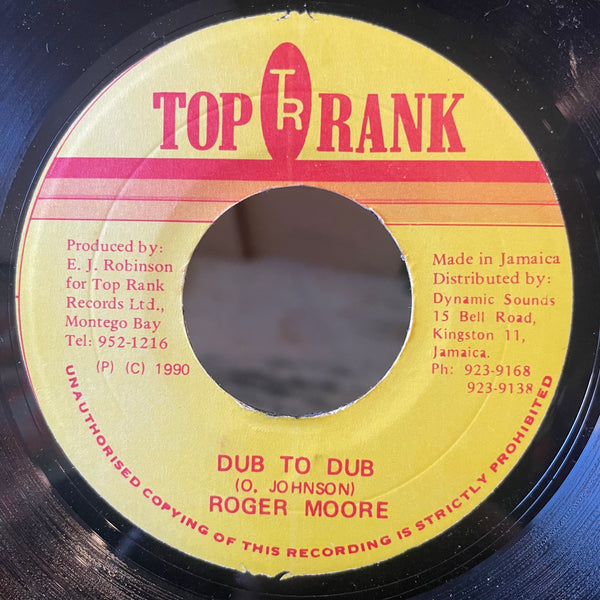 TOP TR RANK
Produced by:
E. J. Robinson
for Top Rank
Records Ltd.,
Montego Bay
Tel: 952-1216
(P) (C) 1990
Made in Jamaica
Distributed by:
Dynamic Sounds
15 Bell Road,
Kingston 11,
Jamaica.
Ph: 923-9168
923-9138
DUB TO DUB
(O. JOHNSON)
ROGER MOORE
UNAUTHORISED COPYING OF THIS RECORDING IS STRICTLY PROHIBITED